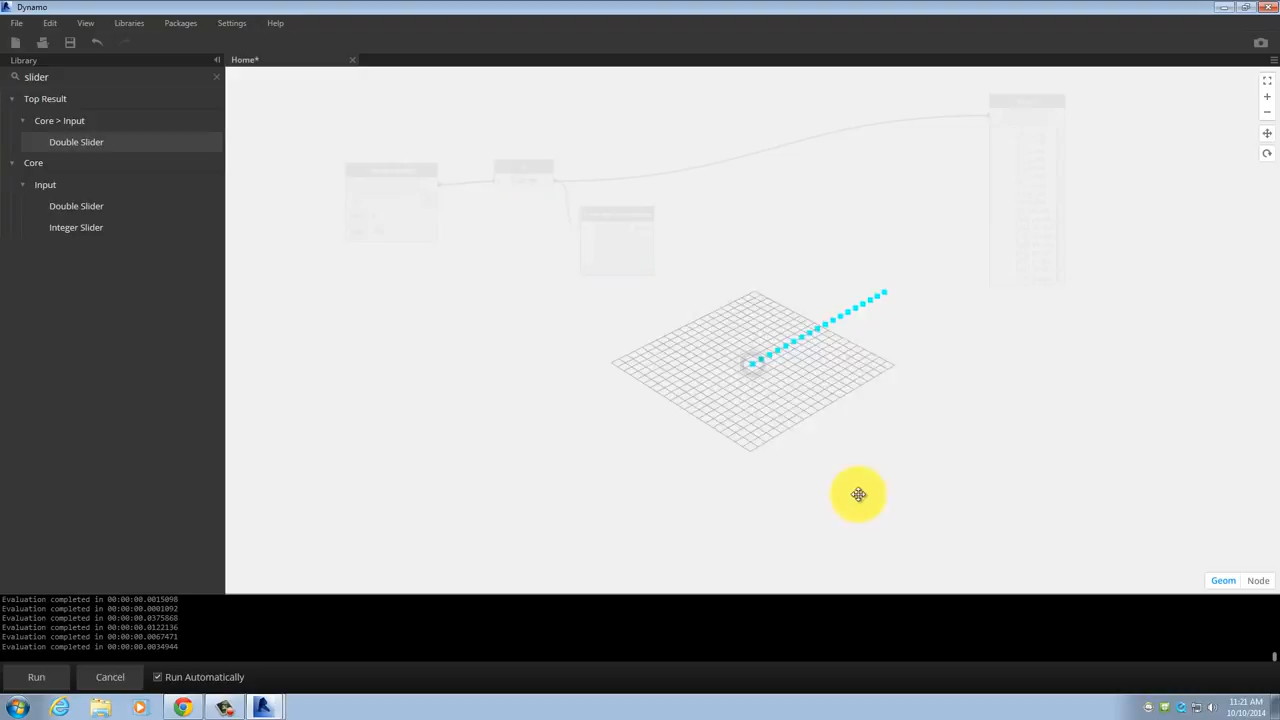 Dynamo
File Edit View Libraries Packages Settings Help
Library
Home*
slider
Top Result
Core > Input
Double Slider
Core
Input
Double Slider
Integer Slider
Geom Node
Evaluation completed in 00:00:00.0015098
Evaluation completed in 00:00:00.0001092
Evaluation completed in 00:00:00.0375868
Evaluation completed in 00:00:00.0122136
Evaluation completed in 00:00:00.0067471
Evaluation completed in 00:00:00.0034944
Run Cancel Run Automatically
11:21 AM
10/10/2014